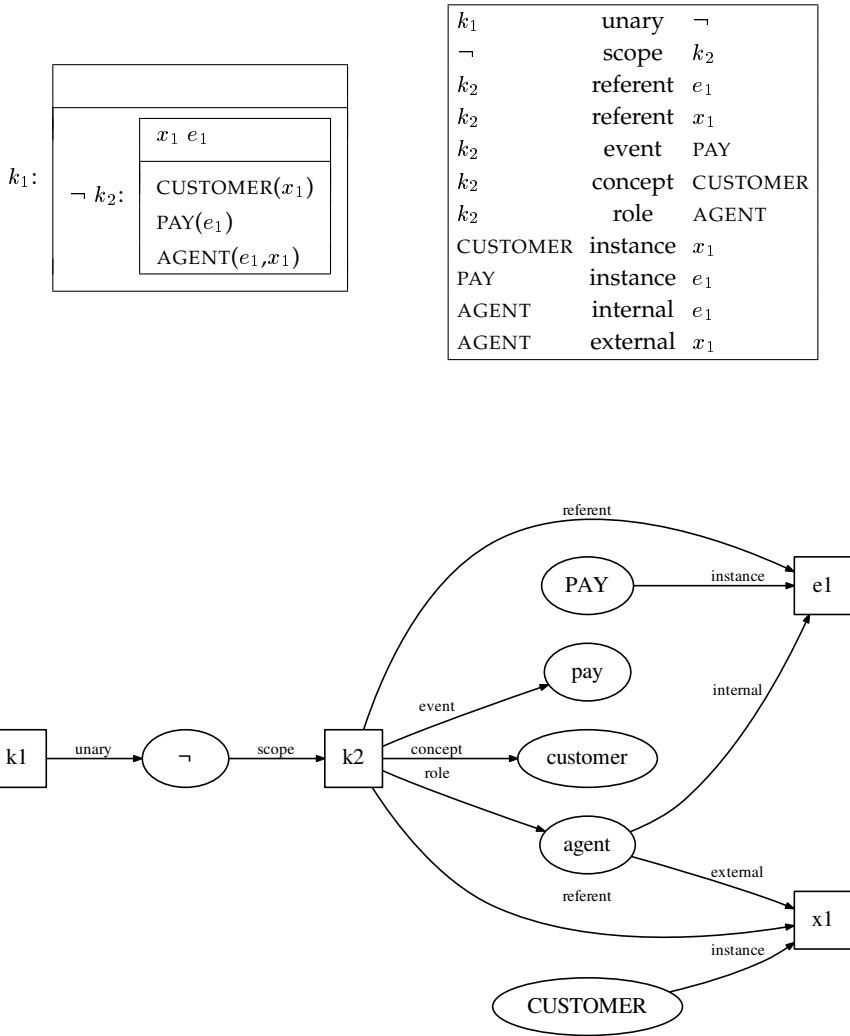 k₁:
¬ k₂:
x₁ e₁
CUSTOMER(x₁)
PAY(e₁)
AGENT(e₁,x₁)
k₁ unary ¬
¬ scope k₂
k₂ referent e₁
k₂ referent x₁
k₂ event PAY
k₂ concept CUSTOMER
k₂ role AGENT
CUSTOMER instance x₁
PAY instance e₁
AGENT internal e₁
AGENT external x₁
referent
PAY
instance
e1
pay
internal
event
k1
unary
¬
scope
k2
concept
customer
role
agent
external
referent
x1
instance
CUSTOMER